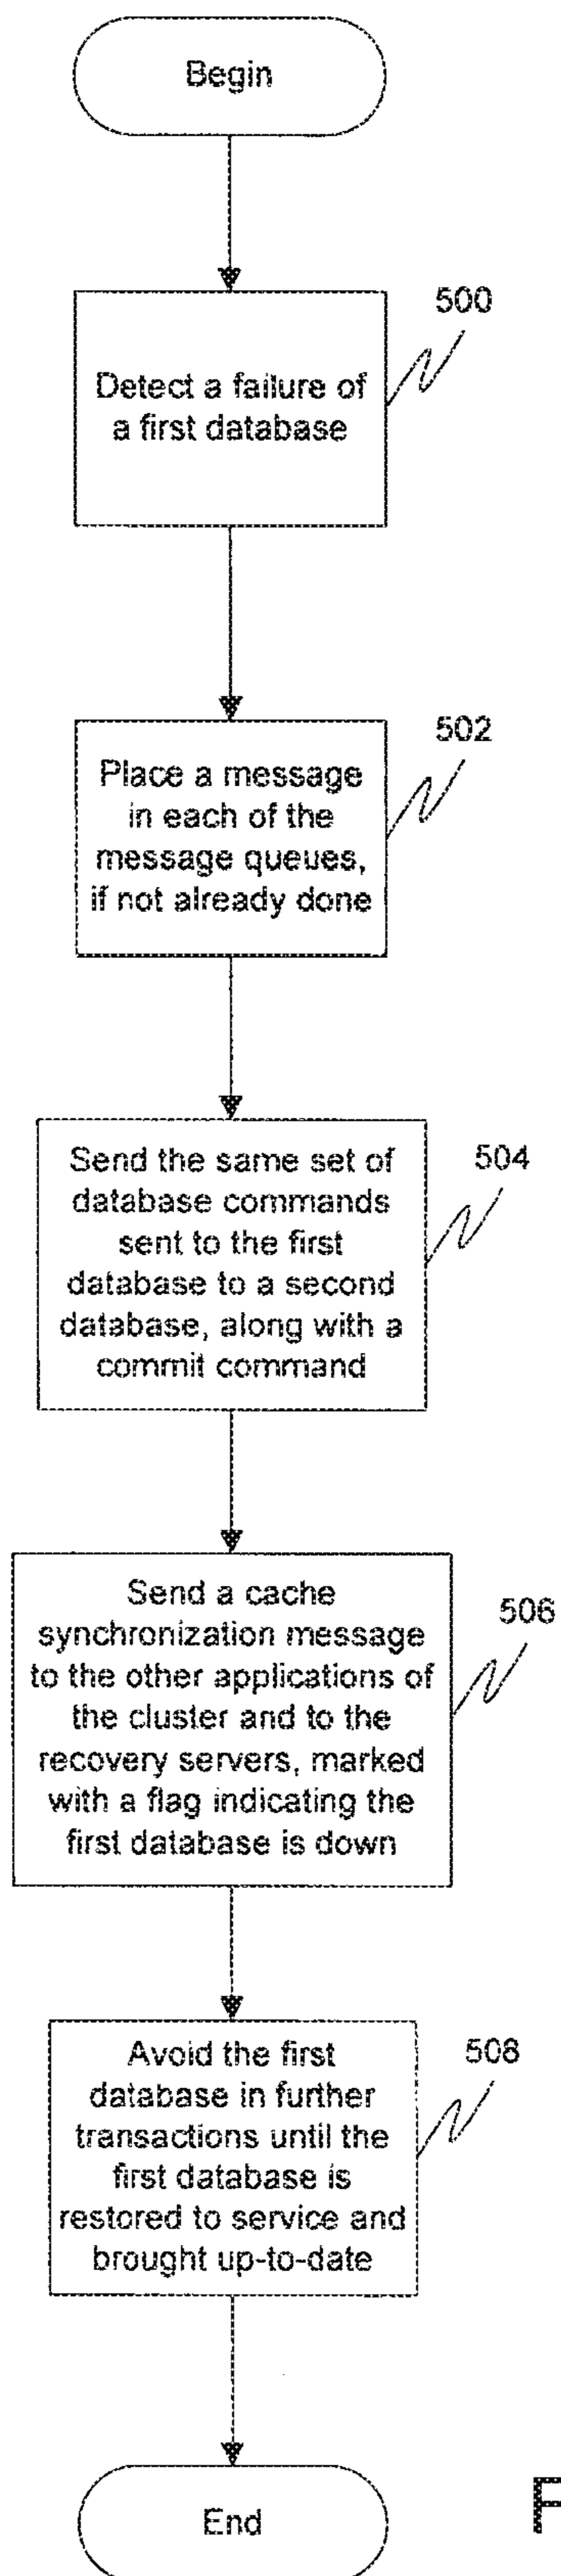 Begin
500
Detect a failure of
a first database
502
Place a message
in each of the
message queues,
if not already done
504
Send the same set of
database commands
sent to the first
database to a second
database, along with a
commit command
506
Send a cache
synchronization message
to the other applications of
the cluster and to the
recovery servers, marked
with a flag indicating the
first database is down
508
Avoid the first
database in further
transactions until the
first database is
restored to service and
brought up-to-date
End
F